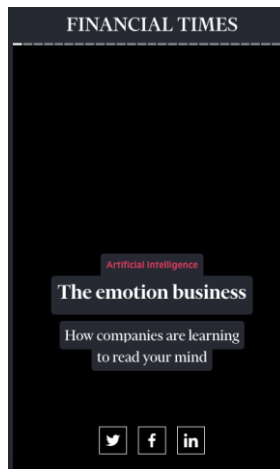 FINANCIAL TIMES
Artificial Intelligence
The emotion business
How companies are learning
to read your mind